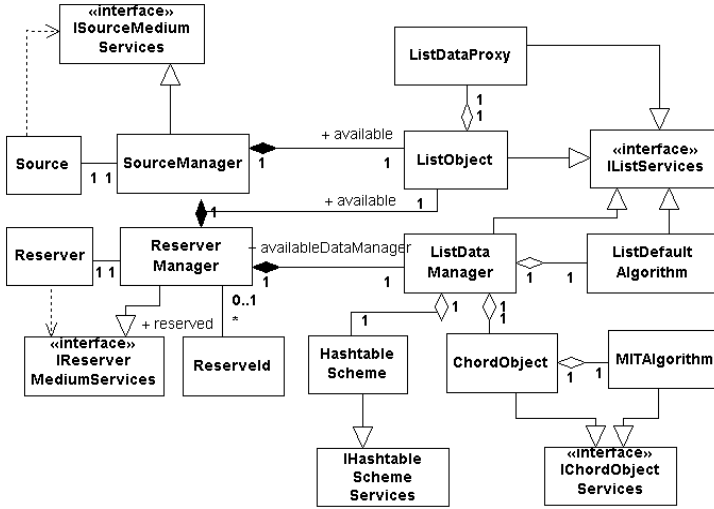 «interface»
ISourceMedium
Services
ListDataProxy
1
1
+ available
Source
1 1
SourceManager
1
1
ListObject
«interface»
IListServices
+ available
1
1
Reserver
1 1
Reserver
Manager
+ availableDataManager
1
1
ListData
Manager
1
1
ListDefault
Algorithm
0..1
*
+ reserved
1
1
1
1
«interface»
IReserver
MediumServices
ReserveId
Hashtable
Scheme
ChordObject
1
1
MITAlgorithm
IHashtable
Scheme
Services
«interface»
IChordObject
Services